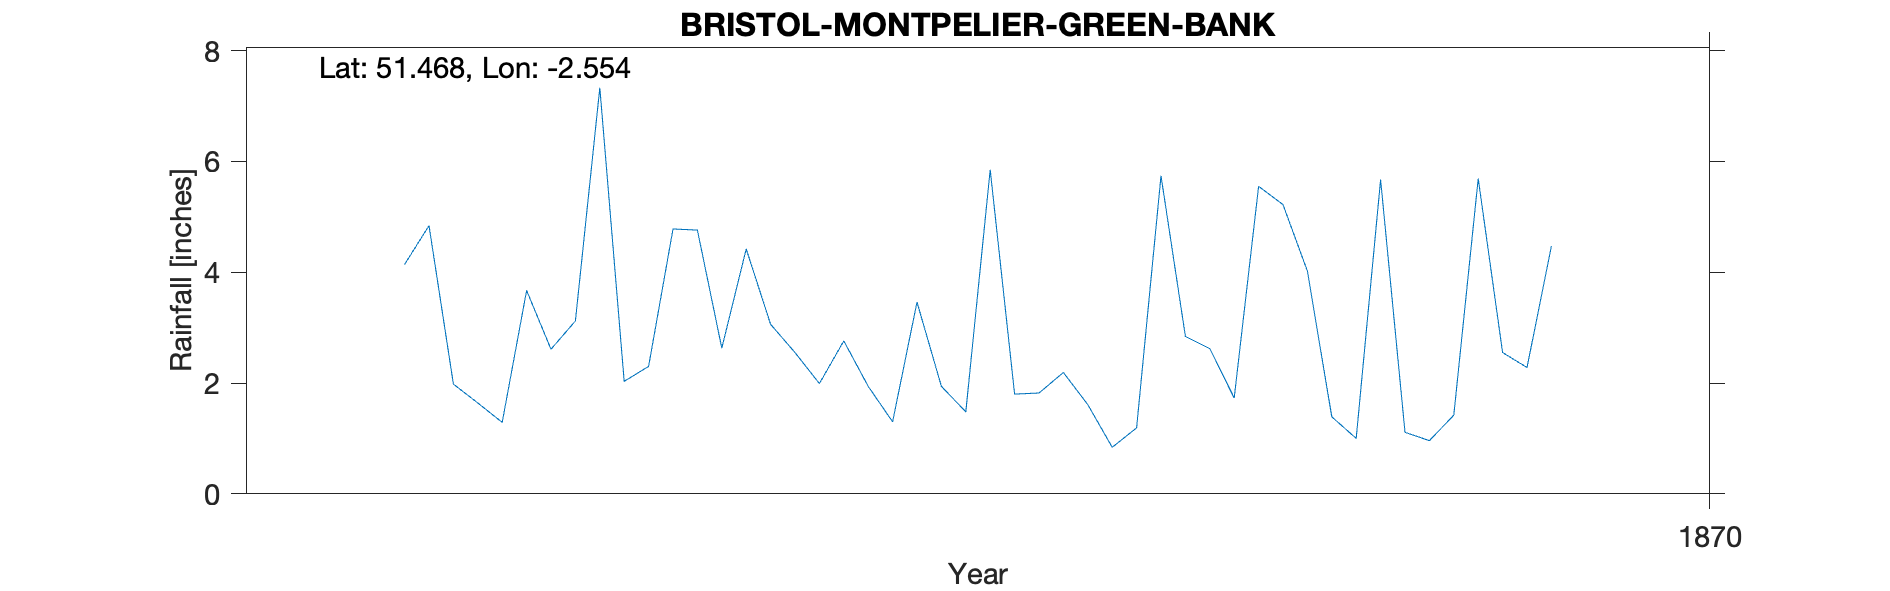 BRISTOL-MONTPELIER-GREEN-BANK
Lat: 51.468, Lon: -2.554
8
6
4
2
0
Rainfall [inches]
1870
Year